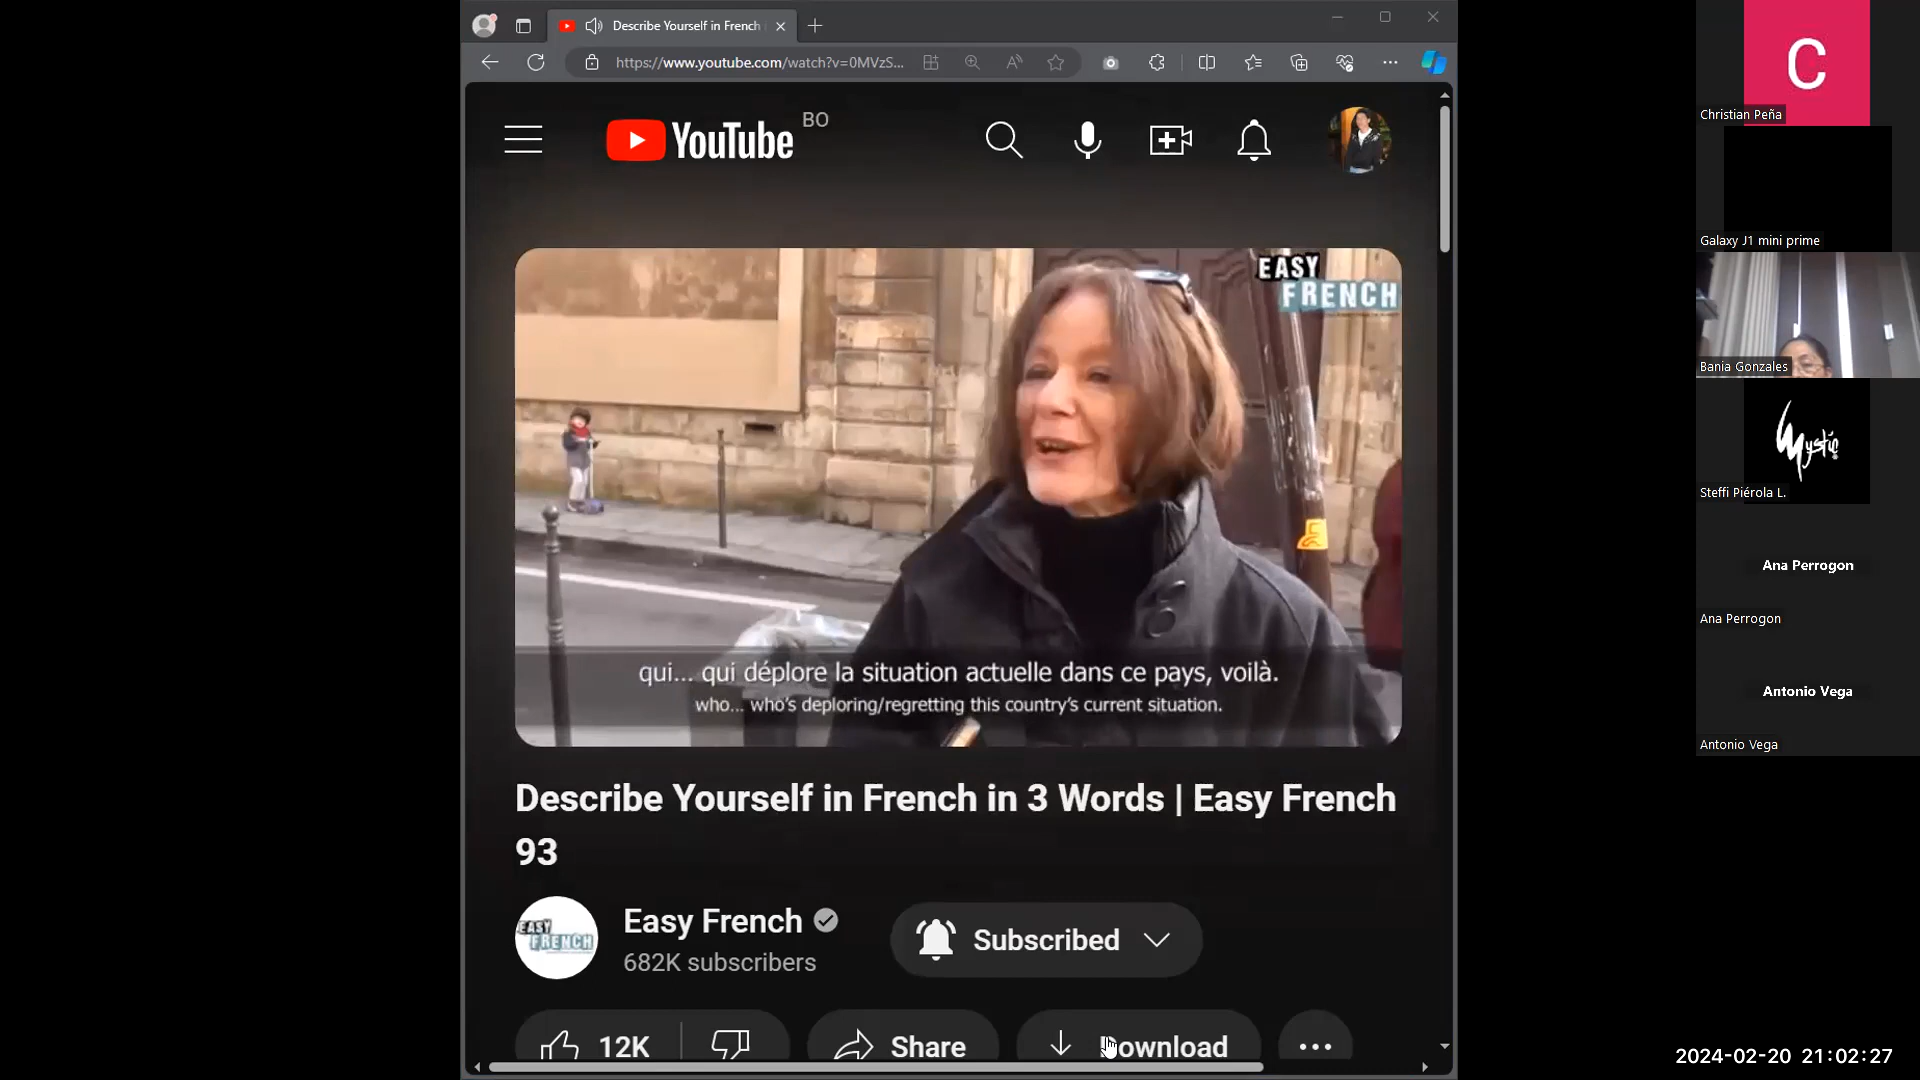 Describe Yourself in French
https://www.youtube.com/watch?v=0MVzS...
YouTube BO
EASY
FRENCH
qui... qui déplore la situation actuelle dans ce pays, voilà.
who... who's deploring/regretting this country's current situation.
Describe Yourself in French in 3 Words | Easy French
93
EASY
FRENCH
Easy French
682K subscribers
Subscribed
12K
Share
Download
C
Christian Peña
Galaxy J1 mini prime
Bania Gonzales
Mystic
Steffi Piérola L.
Ana Perrogon
Ana Perrogon
Antonio Vega
Antonio Vega
2024-02-20 21:02:27